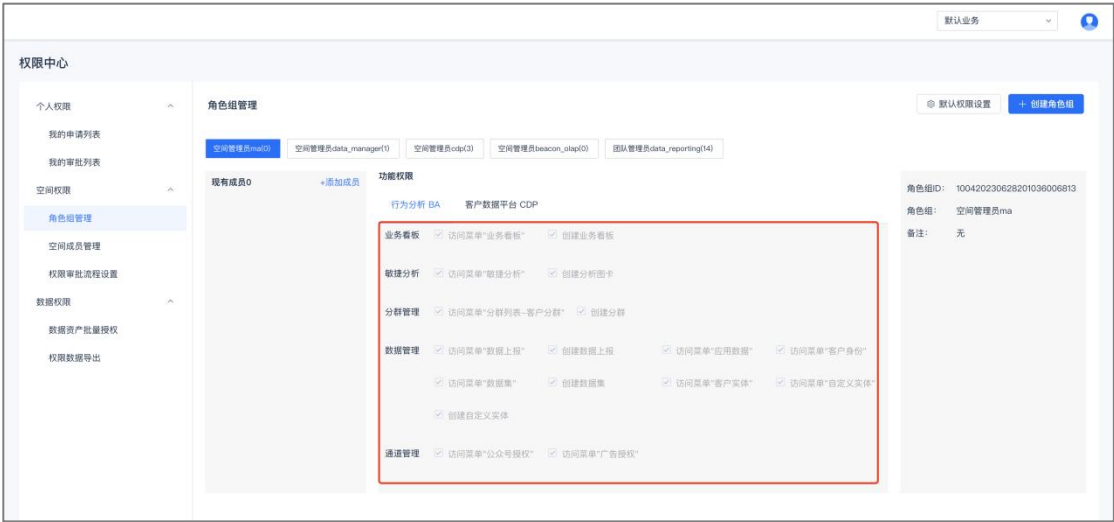 默认业务
权限中心
个人权限
我的申请列表
我的审批列表
空间权限
角色组管理
空间成员管理
权限审批流程设置
数据权限
数据资产批量授权
权限数据导出
角色组管理
默认权限设置
+ 创建角色组
空间管理员ma(0) 空间管理员data_manager(1) 空间管理员cdp(3) 空间管理员beacon_olap(0) 团队管理员data_reporting(14)
现有成员0 +添加成员
功能权限
行为分析 BA 客户数据平台 CDP
业务看板 访问菜单"业务看板" 创建业务看板
敏捷分析 访问菜单"敏捷分析" 创建分析图卡
分群管理 访问菜单"分群列表-客户分群" 创建分群
数据管理 访问菜单"数据上报" 创建数据上报 访问菜单"应用数据" 访问菜单"客户身份"
访问菜单"数据集" 创建数据集 访问菜单"客户实体" 访问菜单"自定义实体"
创建自定义实体
通道管理 访问菜单"公众号授权" 访问菜单"广告授权"
角色组ID: 100420230628201036006813
角色组: 空间管理员ma
备注: 无